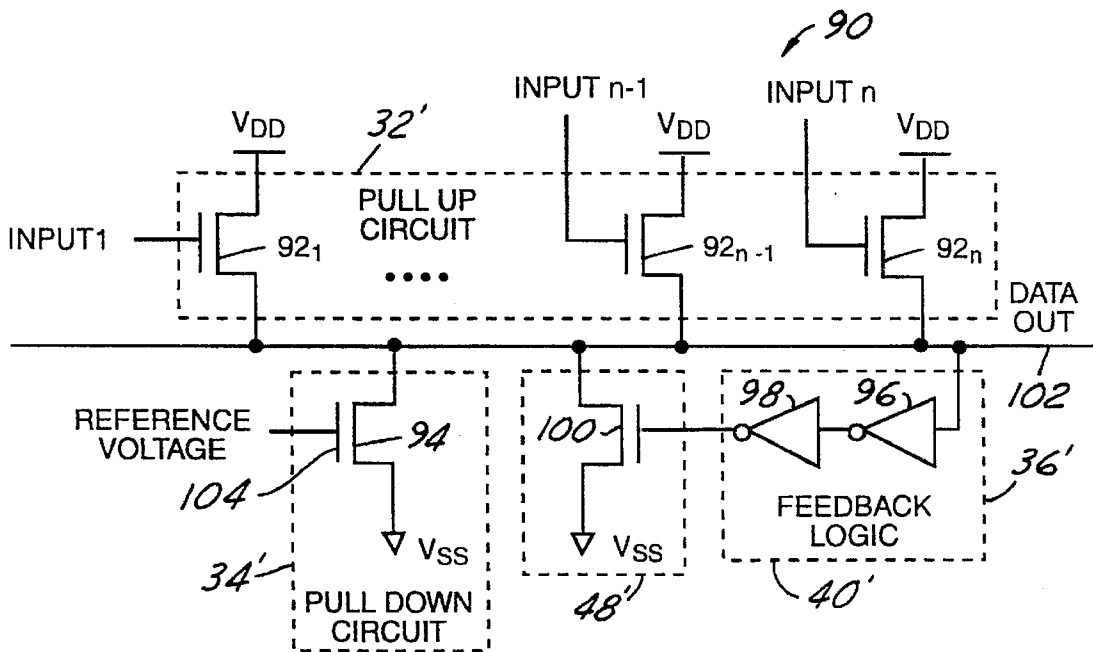 90
INPUT n-1
INPUT n
32'
VDD
VDD
VDD
PULL UP
CIRCUIT
INPUT1
92₁
92n-1
92n
DATA
OUT
102
REFERENCE
VOLTAGE
94
104
100
98
96
36'
FEEDBACK
LOGIC
VSS
VSS
34'
48'
40'
PULL DOWN
CIRCUIT